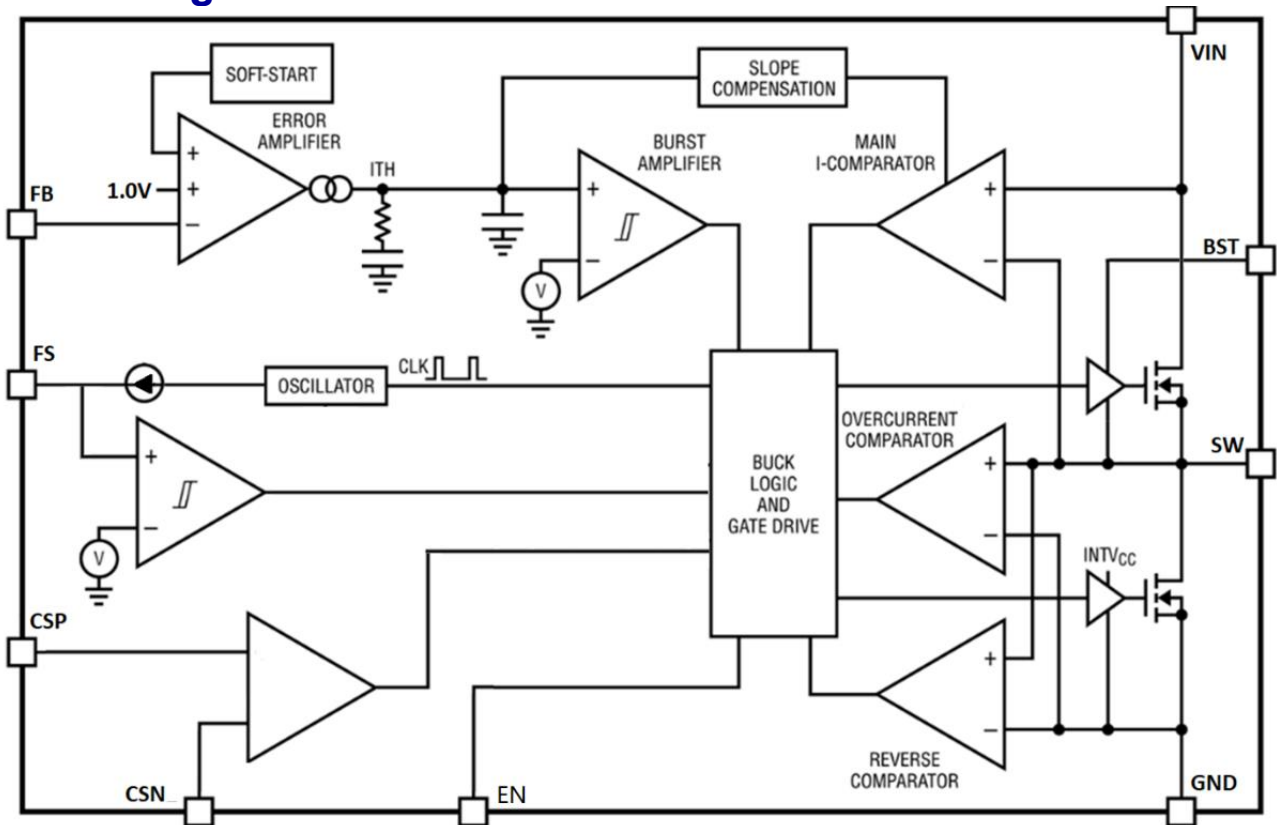 VIN
SOFT-START
SLOPE
COMPENSATION
ERROR
AMPLIFIER
BURST
AMPLIFIER
MAIN
I-COMPARATOR
ITH
+
1.0V
+
−
FB
+
−
V
+
−
BST
FS
OSCILLATOR
CLK
+
−
V
BUCK
LOGIC
AND
GATE DRIVE
OVERCURRENT
COMPARATOR
+
−
SW
INTVCC
CSP
+
−
REVERSE
COMPARATOR
CSN
EN
GND